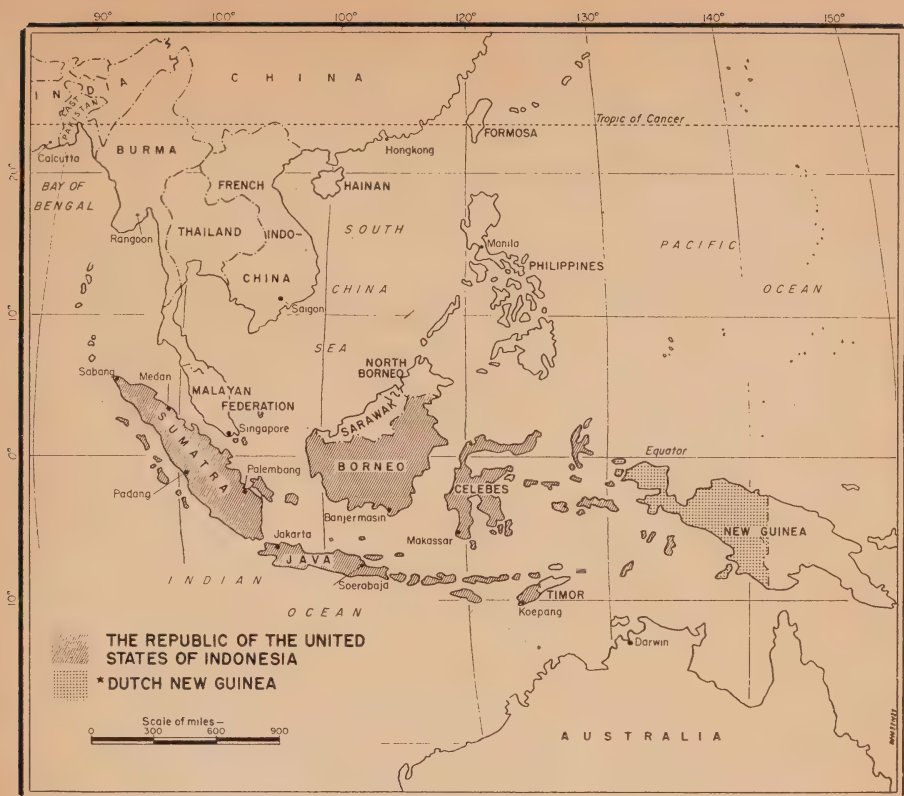 90° 100° 100° 120° 130° 140° 150°
CHINA
INDIA
EAST
PAKISTAN
Tropic of Cancer
FORMOSA
Calcutta
BURMA
Hongkong
20°
BAY OF
BENGAL
FRENCH
HAINAN
Rangoon
THAILAND
INDO-
SOUTH
Manila
PACIFIC
PHILIPPINES
CHINA
CHINA
OCEAN
Saigon
10°
SEA
NORTH
BORNEO
Sabang
Medan
MALAYAN
FEDERATION
SARAWAK
Singapore
SUMATRA
Equator
0°
Palembang
BORNEO
CELEBES
Padang
Banjermasin
NEW GUINEA
Jakarta
Makassar
JAVA
INDIAN
Soerabaja
TIMOR
10°
OCEAN
Koepang
THE REPUBLIC OF THE UNITED
STATES OF INDONESIA
Darwin
*DUTCH NEW GUINEA
Scale of miles—
0 300 600 900
AUSTRALIA